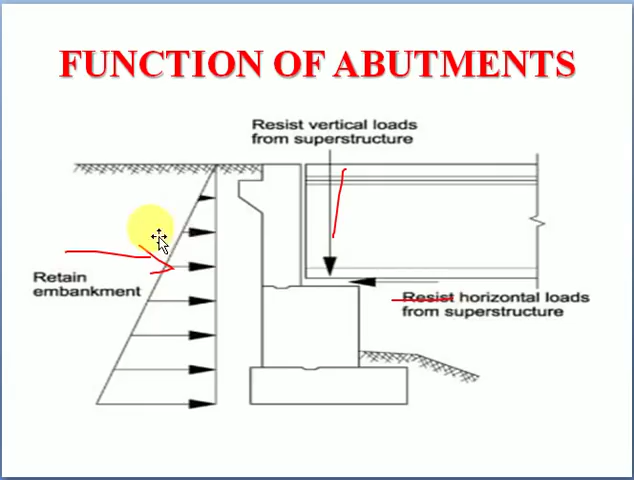 FUNCTION OF ABUTMENTS
Resist vertical loads
from superstructure
Retain
embankment
Resist horizontal loads
from superstructure